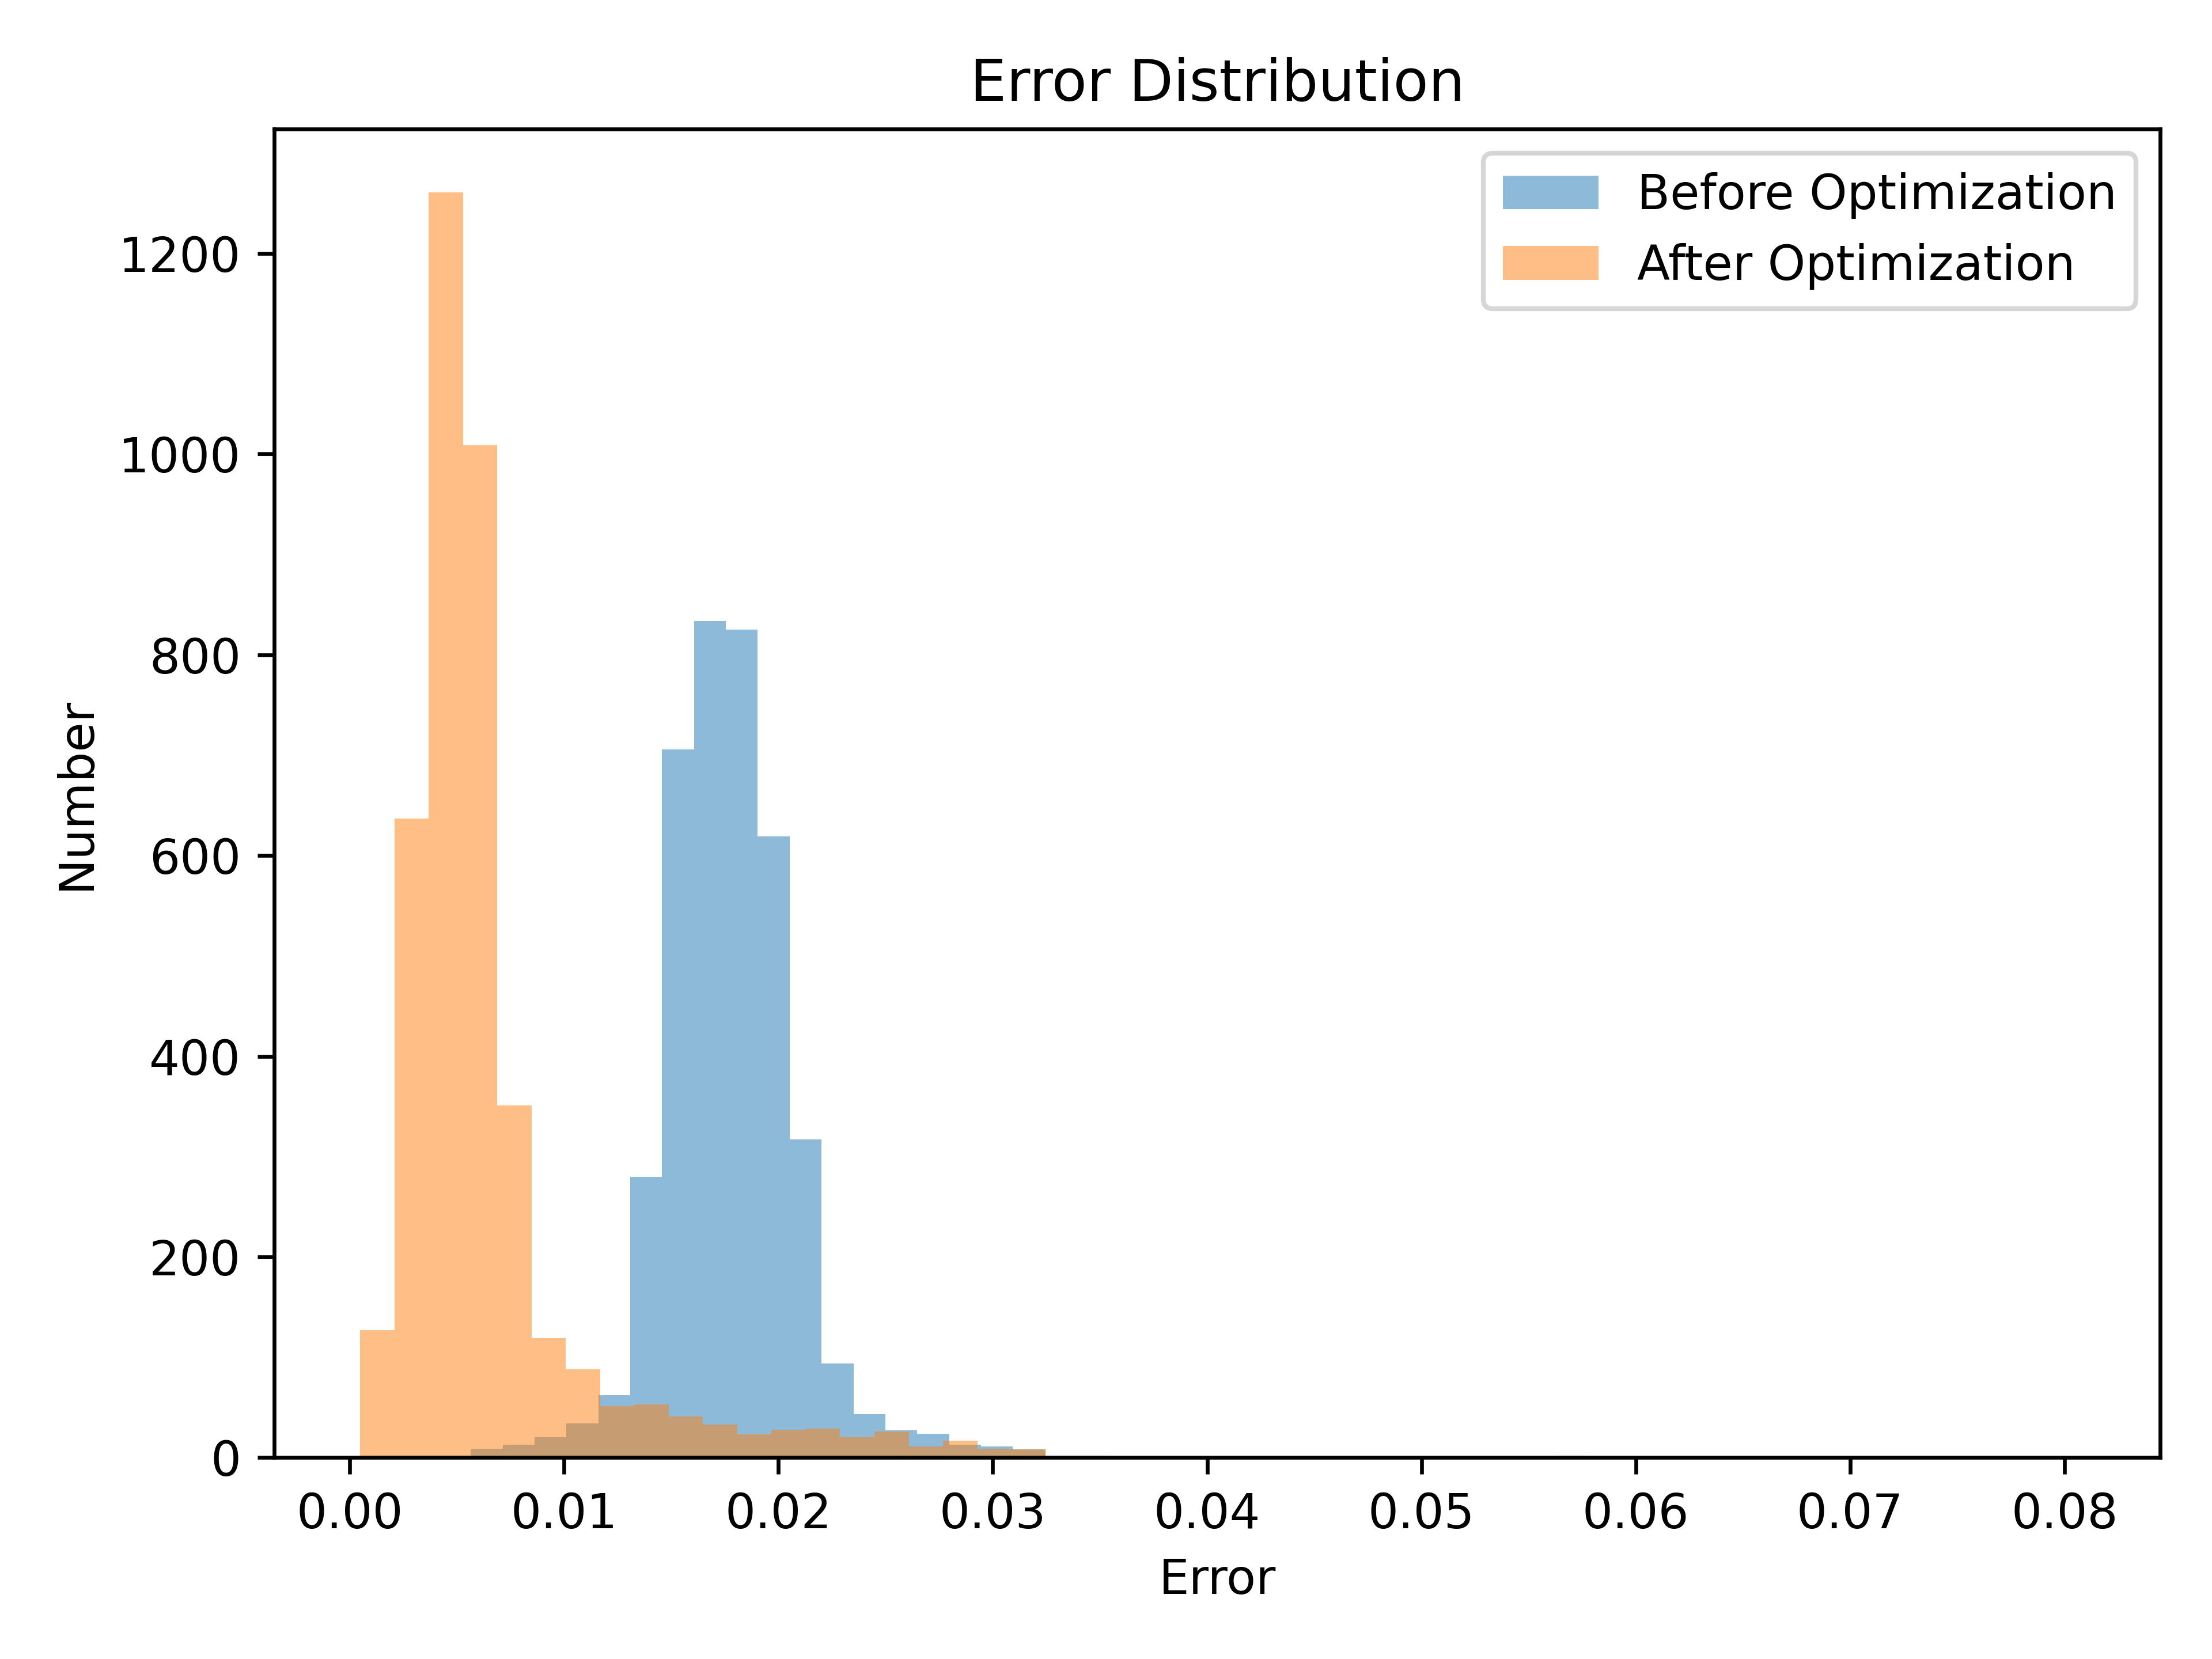 Error Distribution
Before Optimization
After Optimization
1200
1000
800
600
400
200
0
Number
0.00 0.01 0.02 0.03 0.04 0.05 0.06 0.07 0.08
Error